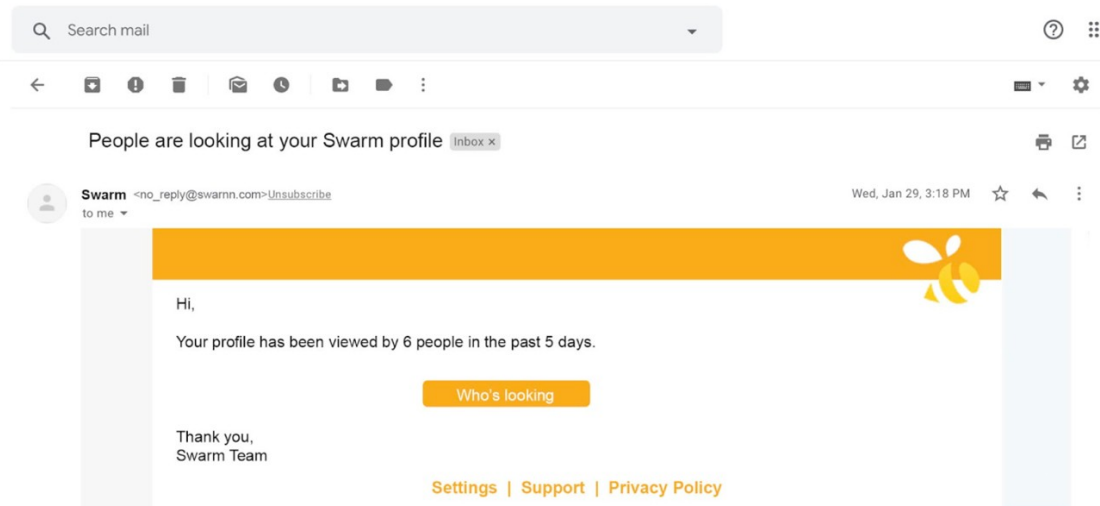 Search mail
People are looking at your Swarm profile Inbox ×
Swarm <no_reply@swarnn.com>Unsubscribe Wed, Jan 29, 3:18 PM
to me
Hi,
Your profile has been viewed by 6 people in the past 5 days.
Who's looking
Thank you,
Swarm Team
Settings | Support | Privacy Policy